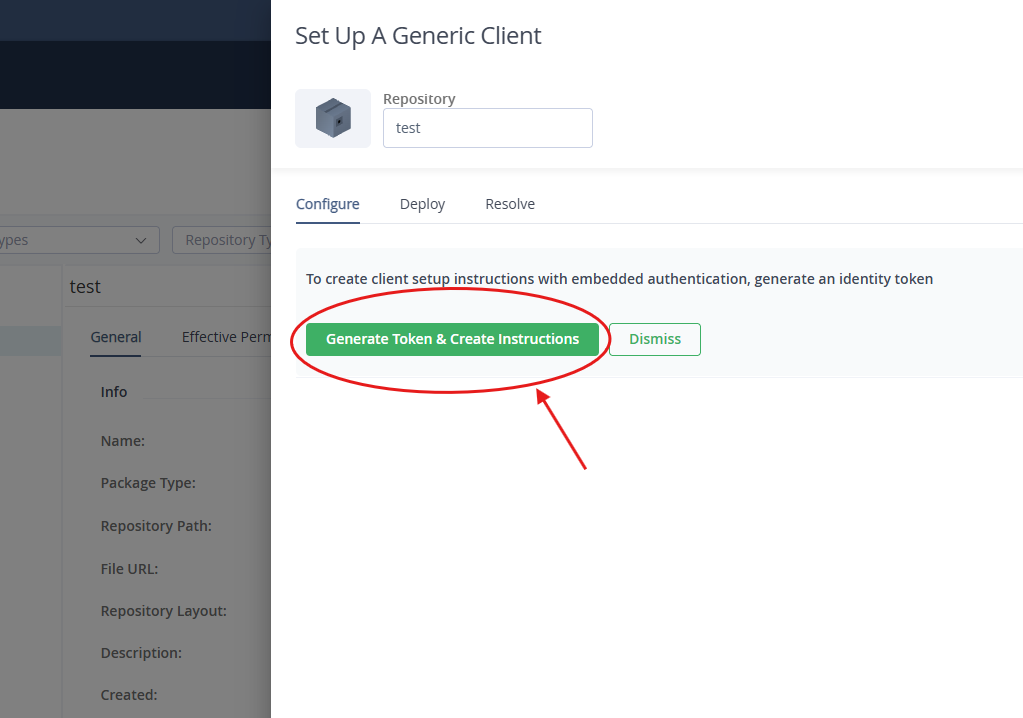 Set Up A Generic Client
Repository
test
Configure Deploy Resolve
To create client setup instructions with embedded authentication, generate an identity token
Generate Token & Create Instructions Dismiss
ypes Repository Ty
test
General Effective Perm
Info
Name:
Package Type:
Repository Path:
File URL:
Repository Layout:
Description:
Created: